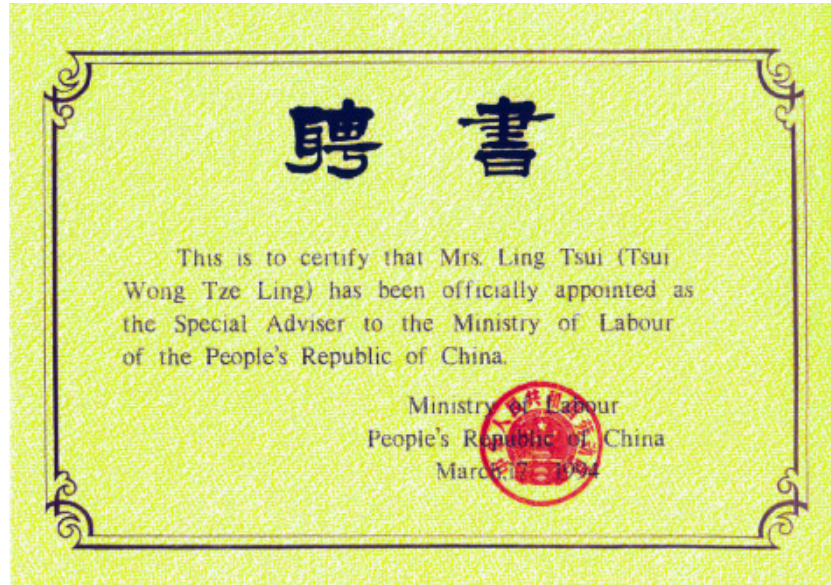 聘書
This is to certify that Mrs. Ling Tsui (Tsui
Wong Tze Ling) has been officially appointed as
the Special Adviser to the Ministry of Labour
of the People's Republic of China.
Ministry of Labour
People's Republic of China
March,17 1994